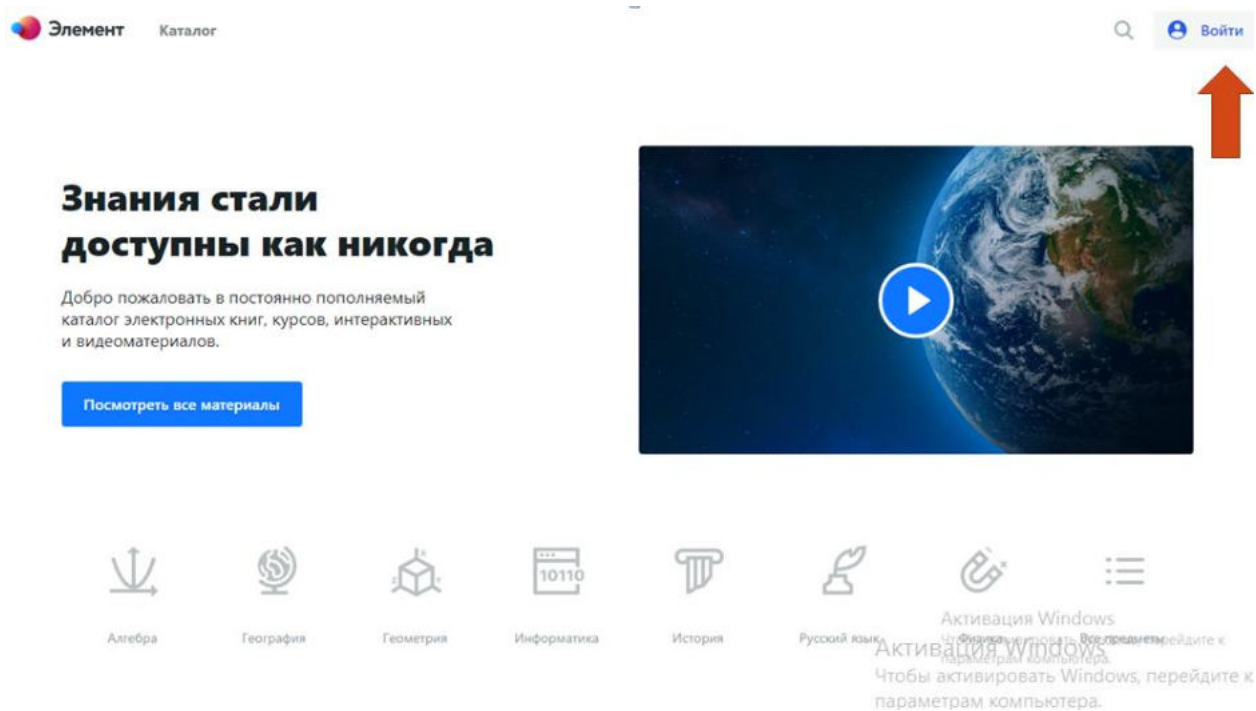 Элемент
Каталог
Войти
Знания стали
доступны как никогда
Добро пожаловать в постоянно пополняемый
каталог электронных книг, курсов, интерактивных
и видеоматериалов.
Посмотреть все материалы
10110
Алгебра
География
Геометрия
Информатика
История
Русский язык
Физика
Все предметы
Активация Windows
параметрам компьютера.
Активация Windows
Чтобы активировать Windows, перейдите к
параметрам компьютера.